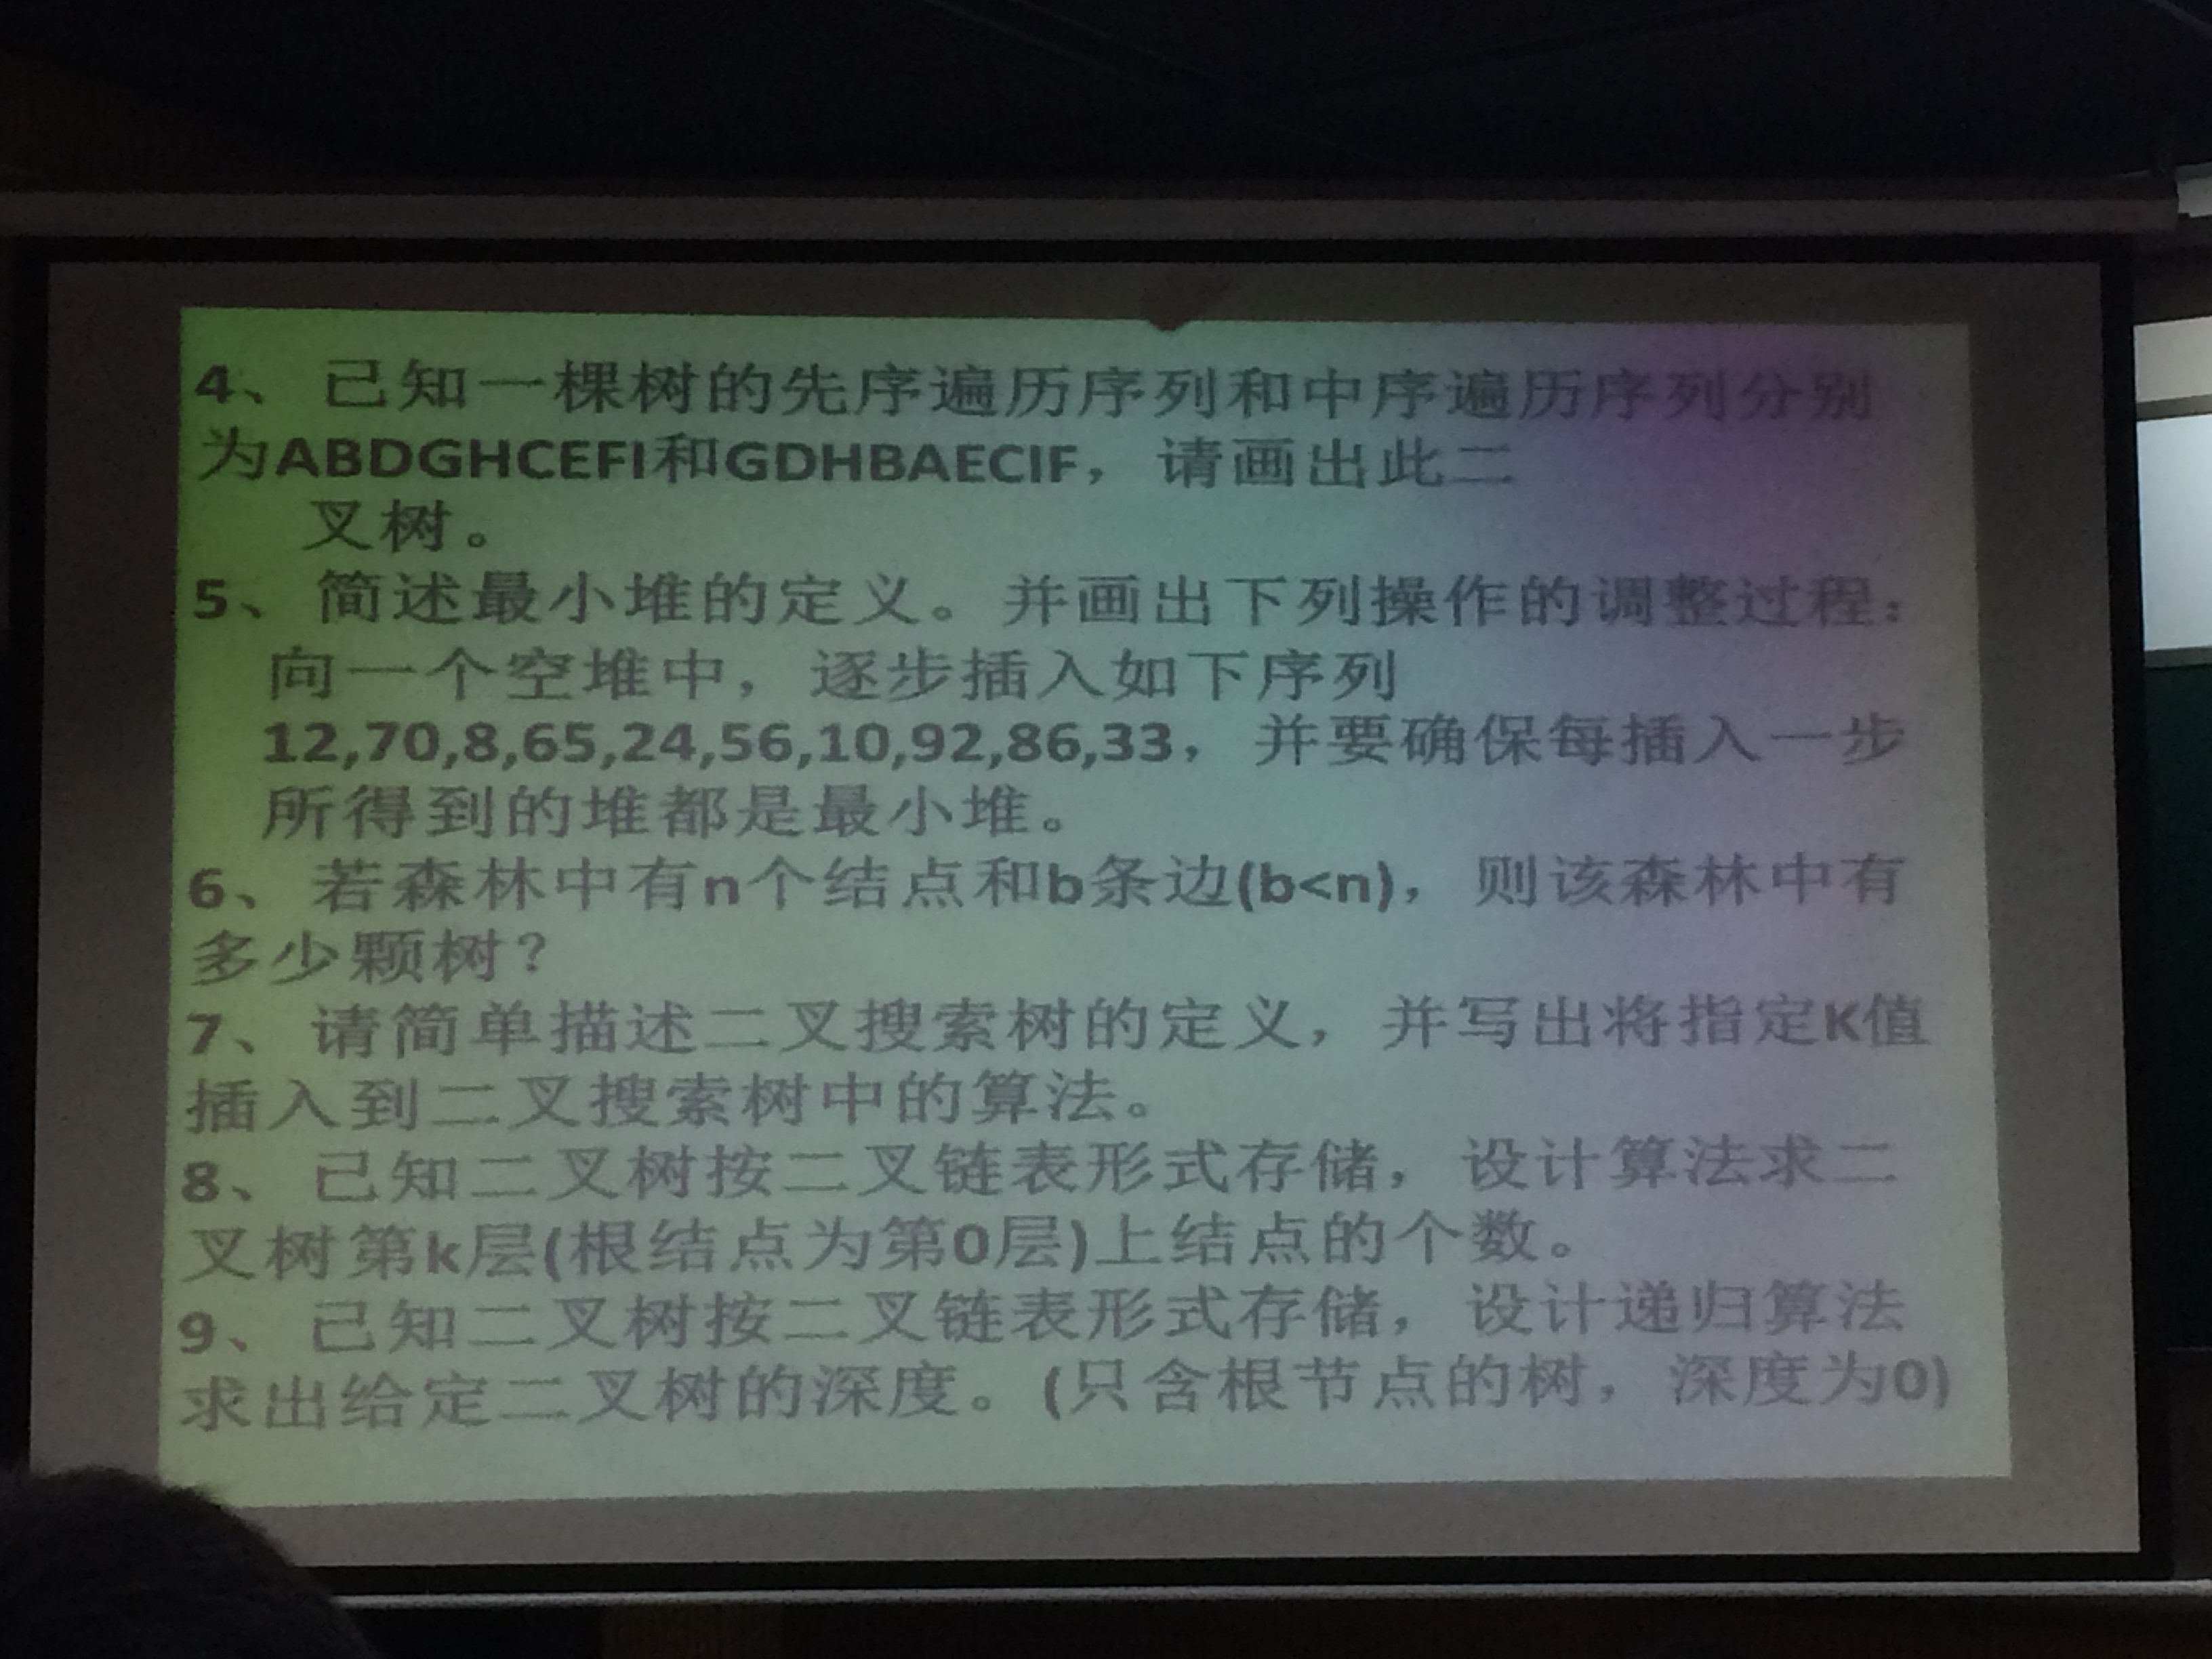 4、已知一棵树的先序遍历序列和中序遍历序列分别
为ABDGHCEFI和GDHBAECIF，请画出此二
叉树。
5、简述最小堆的定义。并画出下列操作的调整过程：
向一个空堆中，逐步插入如下序列
12,70,8,65,24,56,10,92,86,33，并要确保每插入一步
所得到的堆都是最小堆。
6、若森林中有n个结点和b条边(b<n)，则该森林中有
多少颗树？
7、请简单描述二叉搜索树的定义，并写出将指定K值
插入到二叉搜索树中的算法。
8、已知二叉树按二叉链表形式存储，设计算法求二
叉树第k层(根结点为第0层)上结点的个数。
9、已知二叉树按二叉链表形式存储，设计递归算法
求出给定二叉树的深度。(只含根节点的树，深度为0)